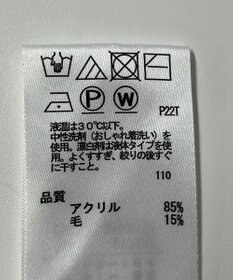 P W
P22T
液温は30℃以下。
中性洗剤(おしゃれ着洗い)を
使用。漂白剤は液体タイプを使
使用。よくすすぎ、絞りの後すぐ
に干すこと。
110
品質
アクリル 85%
毛 15%